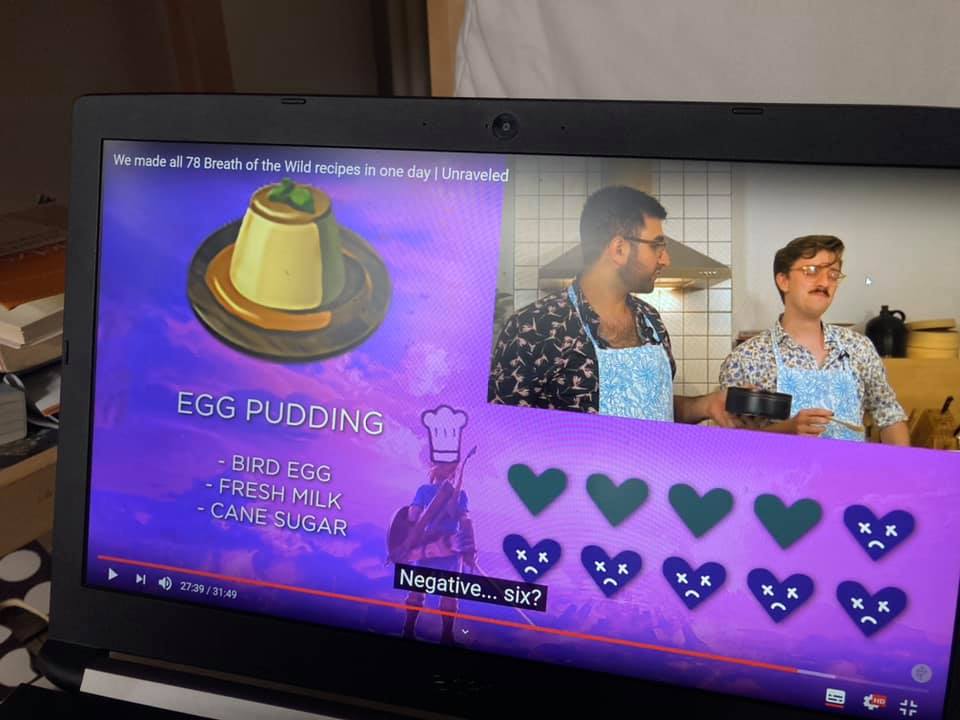 We made all 78 Breath of the Wild recipes in one day | Unraveled
EGG PUDDING
- BIRD EGG
- FRESH MILK
- CANE SUGAR
Negative... six?
27:39 / 31:49
HD